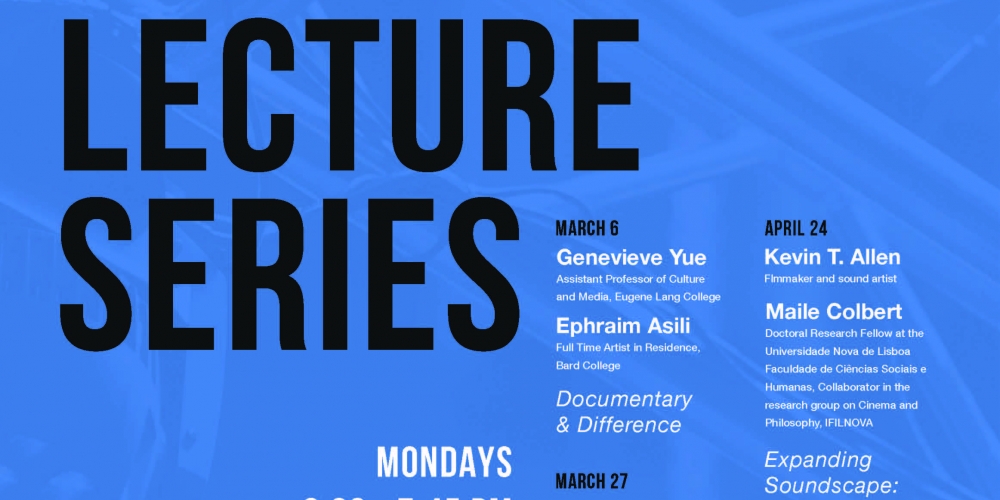 LECTURE
SERIES
MONDAYS
MARCH 6
Genevieve Yue
Assistant Professor of Culture
and Media, Eugene Lang College
Ephraim Asili
Full Time Artist in Residence,
Bard College
Documentary
& Difference
MARCH 27
APRIL 24
Kevin T. Allen
FImmaker and sound artist
Maile Colbert
Doctoral Research Fellow at the
Universidade Nova de Lisboa
Faculdade de Ciências Sociais e
Humanas, Collaborator in the
research group on Cinema and
Philosophy, IFILNOVA
Expanding
Soundscape: